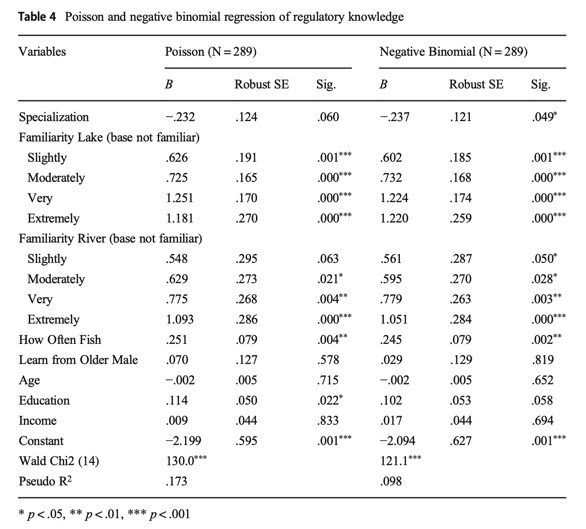 Table 4 Poisson and negative binomial regression of regulatory knowledge
Variables Poisson (N = 289) Negative Binomial (N = 289)
B Robust SE Sig. B Robust SE Sig.
Specialization −.232 .124 .060 −.237 .121 .049*
Familiarity Lake (base not familiar)
Slightly .626 .191 .001*** .602 .185 .001***
Moderately .725 .165 .000*** .732 .168 .000***
Very 1.251 .170 .000*** 1.224 .174 .000***
Extremely 1.181 .270 .000*** 1.220 .259 .000***
Familiarity River (base not familiar)
Slightly .548 .295 .063 .561 .287 .050*
Moderately .629 .273 .021* .595 .270 .028*
Very .775 .268 .004** .779 .263 .003**
Extremely 1.093 .286 .000*** 1.051 .284 .000***
How Often Fish .251 .079 .004** .245 .079 .002**
Learn from Older Male .070 .127 .578 .029 .129 .819
Age −.002 .005 .715 −.002 .005 .652
Education .114 .050 .022* .102 .053 .058
Income .009 .044 .833 .017 .044 .694
Constant −2.199 .595 .001*** −2.094 .627 .001***
Wald Chi2 (14) 130.0*** 121.1***
Pseudo R² .173 .098
* p < .05, ** p < .01, *** p < .001